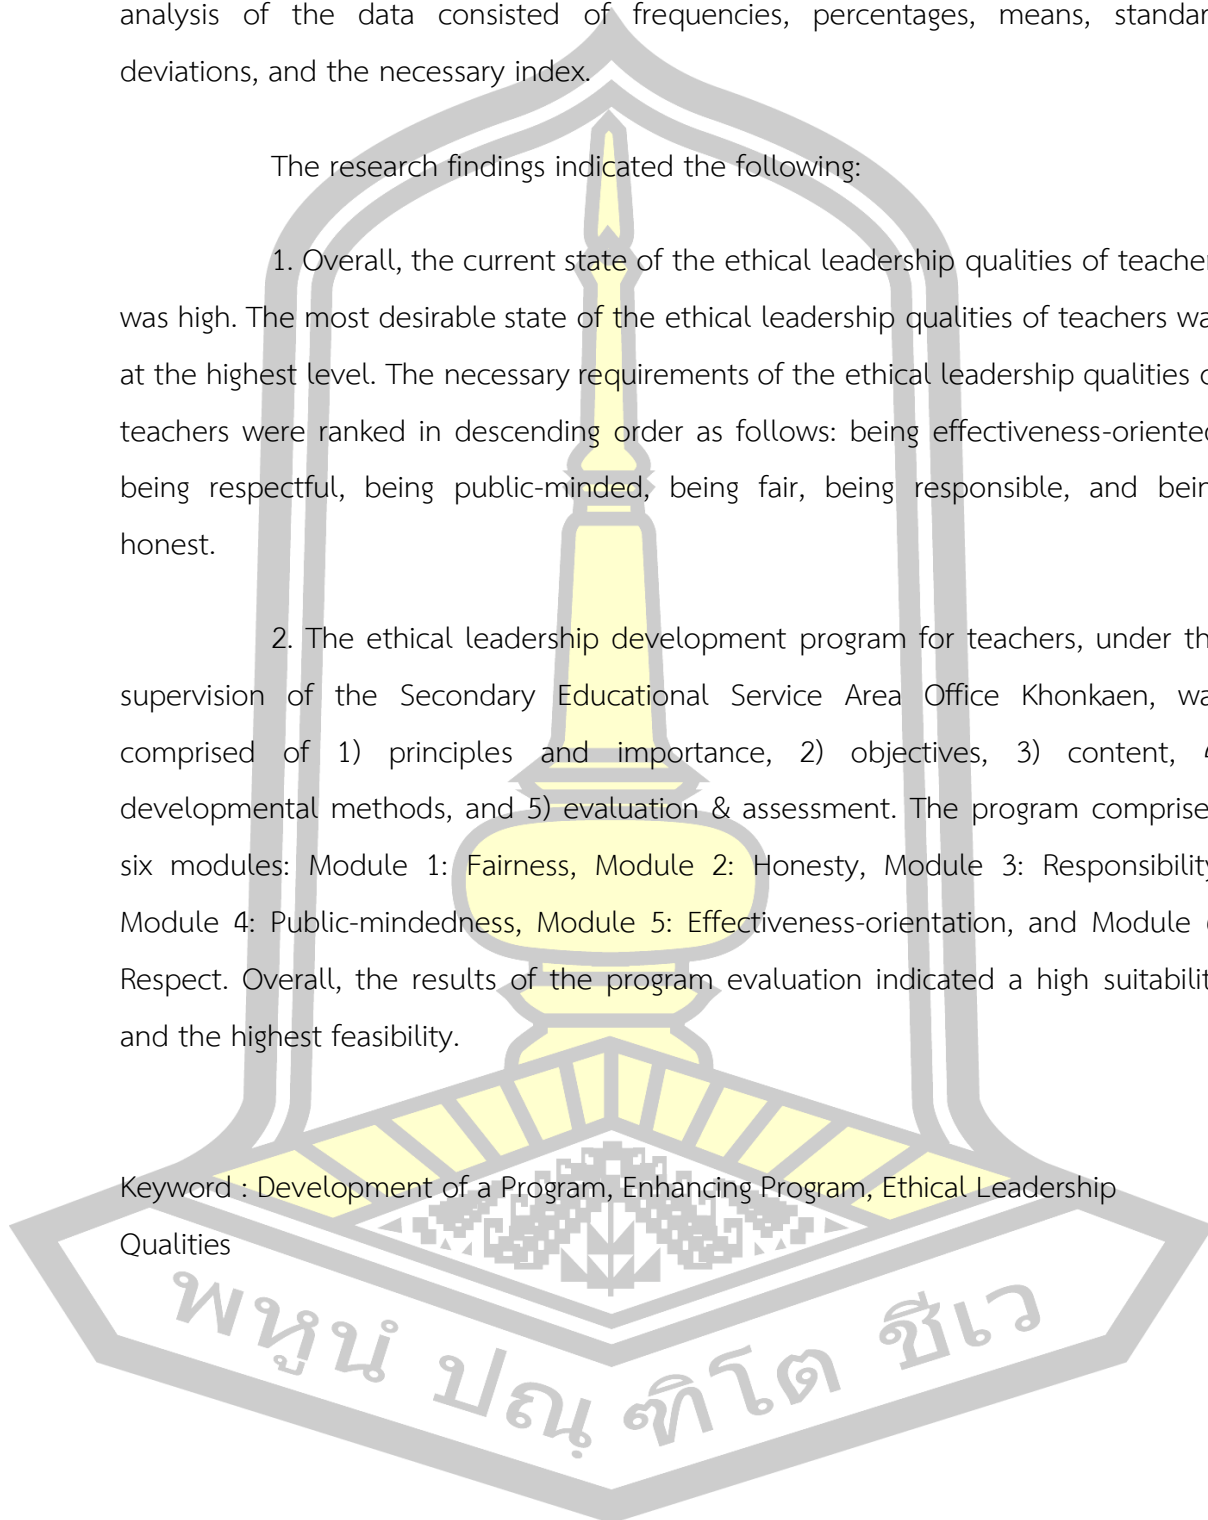 analysis of the data consisted of frequencies, percentages, means, standar
deviations, and the necessary index.
The research findings indicated the following:
1. Overall, the current state of the ethical leadership qualities of teacher
was high. The most desirable state of the ethical leadership qualities of teachers wa
at the highest level. The necessary requirements of the ethical leadership qualities o
teachers were ranked in descending order as follows: being effectiveness-oriented
being respectful, being public-minded, being fair, being responsible, and bein
honest.
2. The ethical leadership development program for teachers, under th
supervision of the Secondary Educational Service Area Office Khonkaen, wa
comprised of 1) principles and importance, 2) objectives, 3) content, 4
developmental methods, and 5) evaluation & assessment. The program comprise
six modules: Module 1: Fairness, Module 2: Honesty, Module 3: Responsibility
Module 4: Public-mindedness, Module 5: Effectiveness-orientation, and Module 6
Respect. Overall, the results of the program evaluation indicated a high suitabilit
and the highest feasibility.
Keyword : Development of a Program, Enhancing Program, Ethical Leadership
Qualities
พหูนํ ปณฺฑิโต ชีเว